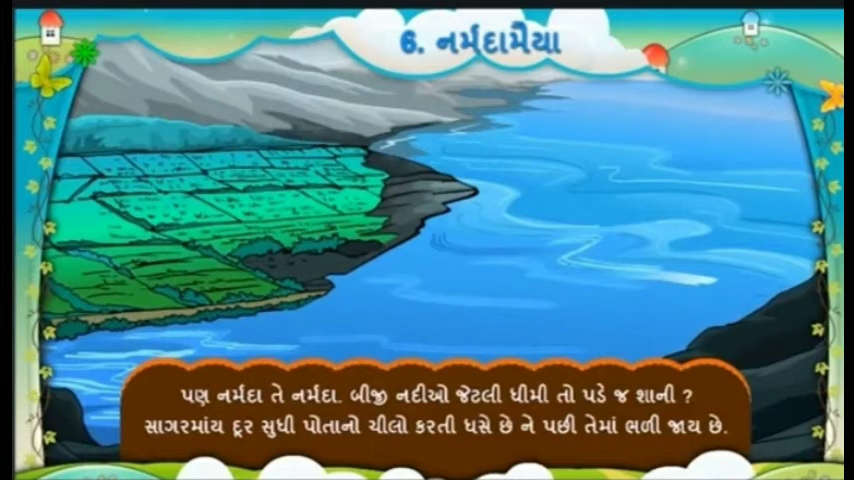 6. નર્મદામૈયા
પણ નર્મદા તે નર્મદા. બીજી નદીઓ જેટલી ધીમી તો પડે જ શાની ?
સાગરમાંય દૂર સુધી પોતાનો ચીલો કરતી ધસે છે ને પછી તેમાં ભળી જાય છે.